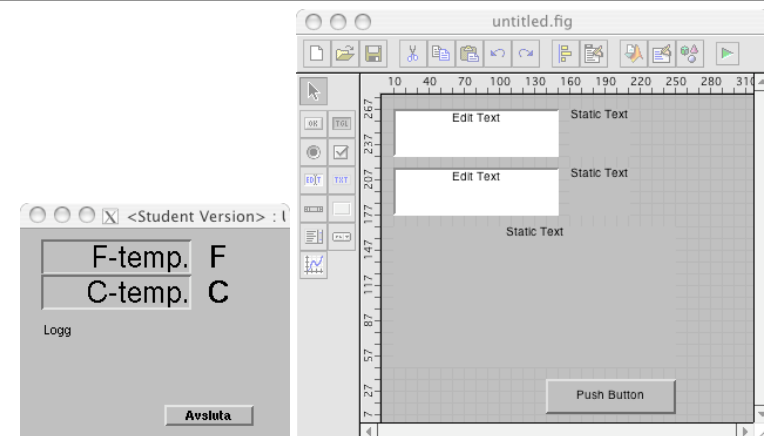 <Student Version> : U
F-temp. F
C-temp. C
Logg
Avsluta
untitled.fig
10 40 70 100 130 160 190 220 250 280 310
OK TGL
EDIT TXT
267
237
207
177
147
117
87
57
27
7
Edit Text Static Text
Edit Text Static Text
Static Text
Push Button